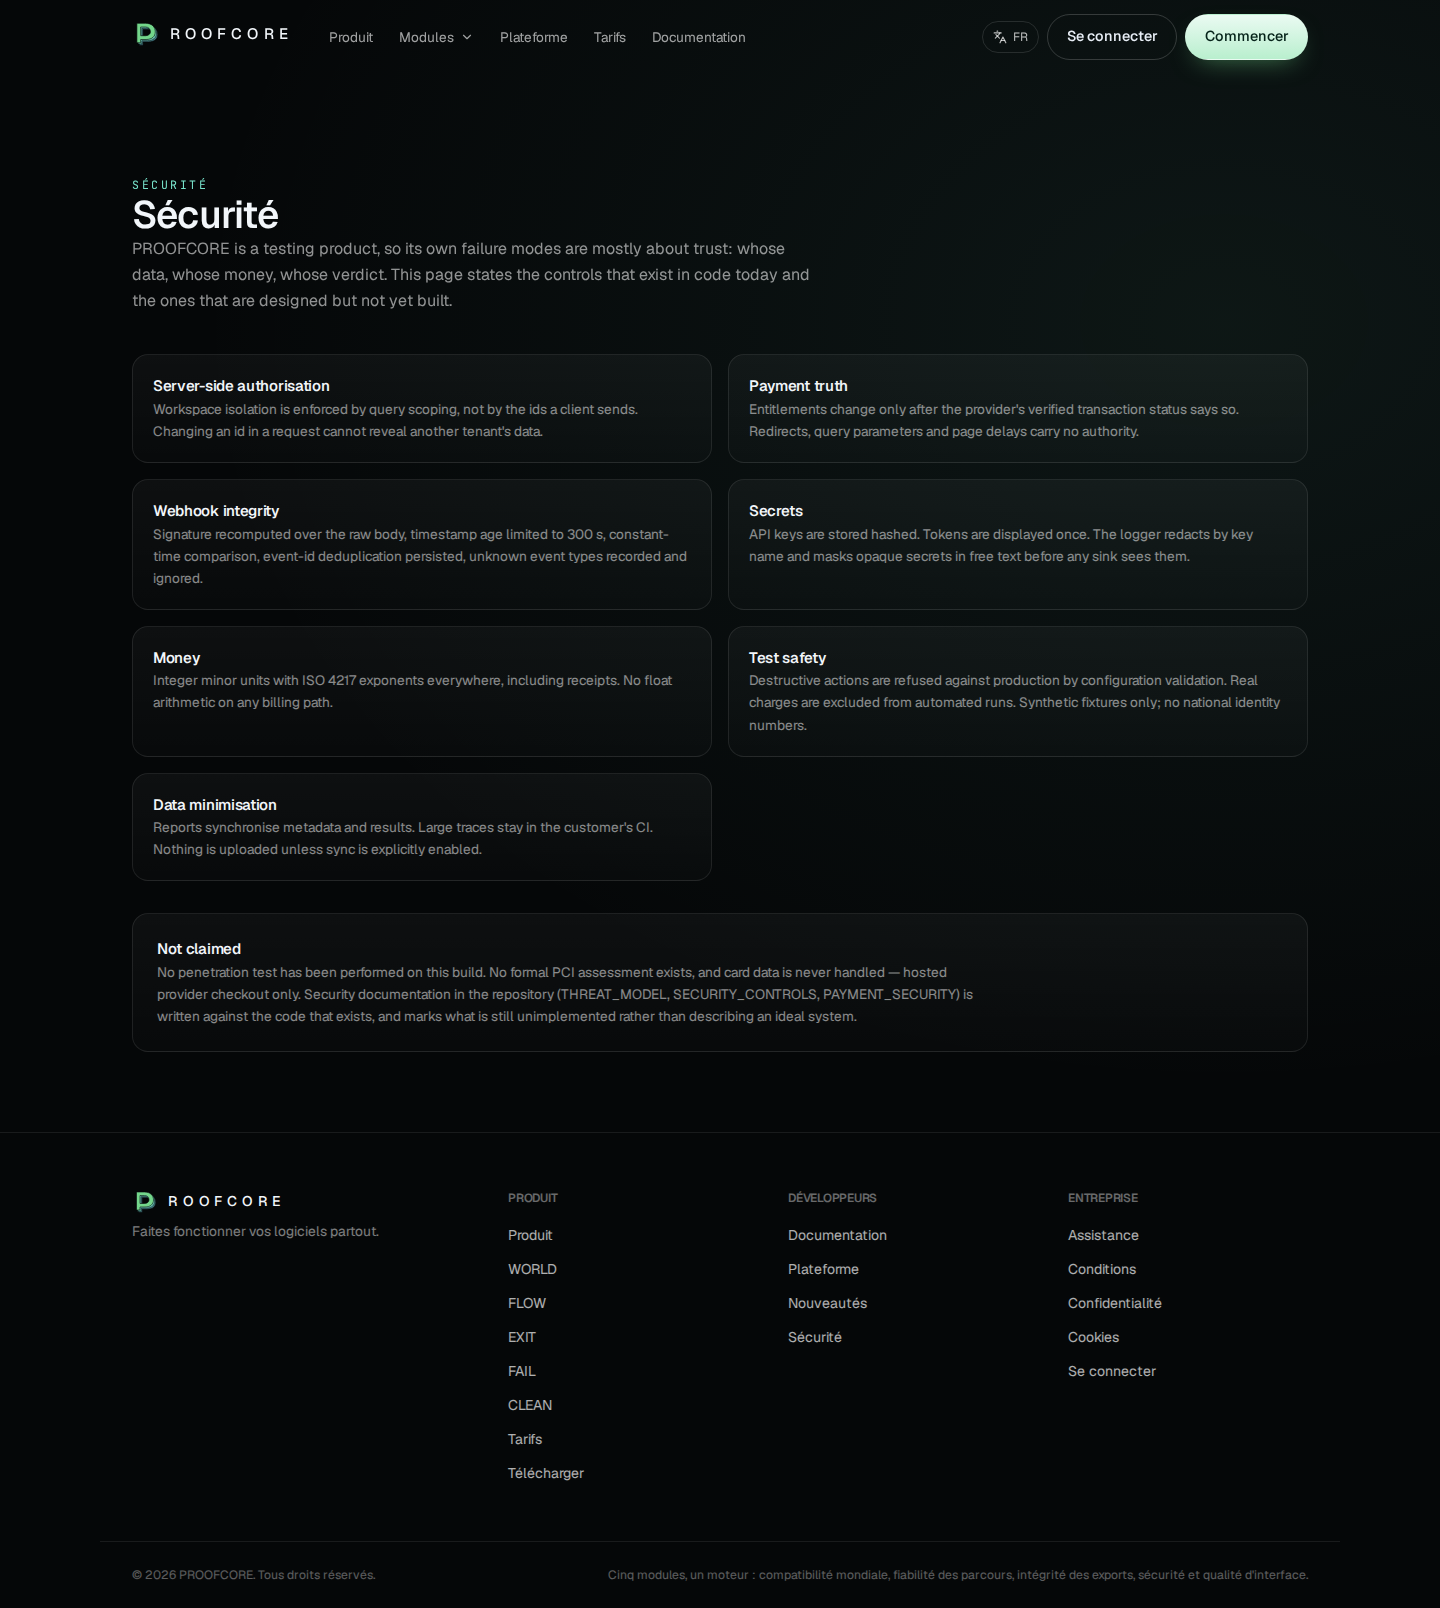 ROOFCORE
Produit
Modules
Plateforme
Tarifs
Documentation
FR
Se connecter
Commencer
SÉCURITÉ
Sécurité
PROOFCORE is a testing product, so its own failure modes are mostly about trust: whose
data, whose money, whose verdict. This page states the controls that exist in code today and
the ones that are designed but not yet built.
Server-side authorisation
Workspace isolation is enforced by query scoping, not by the ids a client sends.
Changing an id in a request cannot reveal another tenant's data.
Payment truth
Entitlements change only after the provider's verified transaction status says so.
Redirects, query parameters and page delays carry no authority.
Webhook integrity
Signature recomputed over the raw body, timestamp age limited to 300 s, constant-
time comparison, event-id deduplication persisted, unknown event types recorded and
ignored.
Secrets
API keys are stored hashed. Tokens are displayed once. The logger redacts by key
name and masks opaque secrets in free text before any sink sees them.
Money
Integer minor units with ISO 4217 exponents everywhere, including receipts. No float
arithmetic on any billing path.
Test safety
Destructive actions are refused against production by configuration validation. Real
charges are excluded from automated runs. Synthetic fixtures only; no national identity
numbers.
Data minimisation
Reports synchronise metadata and results. Large traces stay in the customer's CI.
Nothing is uploaded unless sync is explicitly enabled.
Not claimed
No penetration test has been performed on this build. No formal PCI assessment exists, and card data is never handled — hosted
provider checkout only. Security documentation in the repository (THREAT_MODEL, SECURITY_CONTROLS, PAYMENT_SECURITY) is
written against the code that exists, and marks what is still unimplemented rather than describing an ideal system.
ROOFCORE
Faites fonctionner vos logiciels partout.
PRODUIT
Produit
WORLD
FLOW
EXIT
FAIL
CLEAN
Tarifs
Télécharger
DÉVELOPPEURS
Documentation
Plateforme
Nouveautés
Sécurité
ENTREPRISE
Assistance
Conditions
Confidentialité
Cookies
Se connecter
© 2026 PROOFCORE. Tous droits réservés.
Cinq modules, un moteur : compatibilité mondiale, fiabilité des parcours, intégrité des exports, sécurité et qualité d'interface.